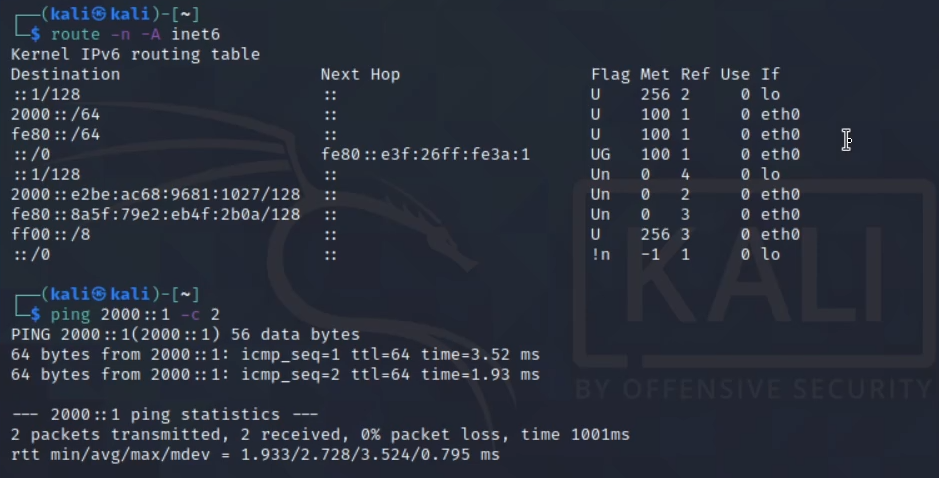 ┌──(kali㉿kali)-[~]
└─$ route -n -A inet6
Kernel IPv6 routing table
Destination                    Next Hop                   Flag Met Ref Use If
::1/128                        ::                         U    256 2     0 lo
2000::/64                      ::                         U    100 1     0 eth0
fe80::/64                      ::                         U    100 1     0 eth0
::/0                           fe80::e3f:26ff:fe3a:1      UG   100 1     0 eth0
::1/128                        ::                         Un   0   4     0 lo
2000::e2be:ac68:9681:1027/128  ::                         Un   0   2     0 eth0
fe80::8a5f:79e2:eb4f:2b0a/128  ::                         Un   0   3     0 eth0
ff00::/8                       ::                         U    256 3     0 eth0
::/0                           ::                         !n   -1  1     0 lo
┌──(kali㉿kali)-[~]
└─$ ping 2000::1 -c 2
PING 2000::1(2000::1) 56 data bytes
64 bytes from 2000::1: icmp_seq=1 ttl=64 time=3.52 ms
64 bytes from 2000::1: icmp_seq=2 ttl=64 time=1.93 ms
--- 2000::1 ping statistics ---
2 packets transmitted, 2 received, 0% packet loss, time 1001ms
rtt min/avg/max/mdev = 1.933/2.728/3.524/0.795 ms
KALI
BY OFFENSIVE SECURITY